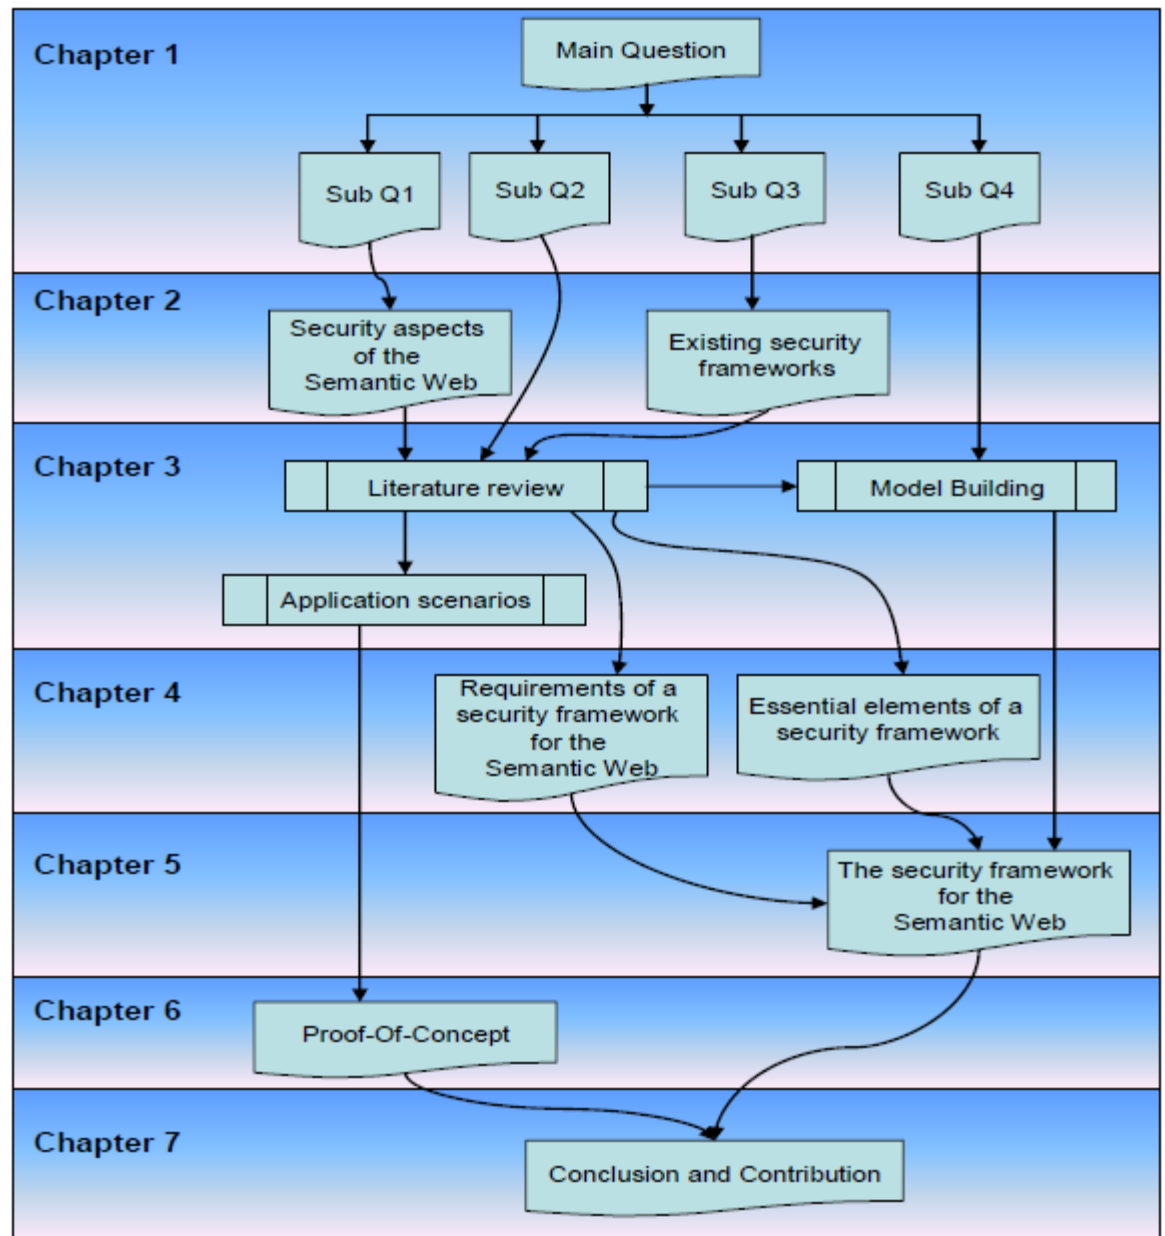 Chapter 1
Main Question
Sub Q1
Sub Q2
Sub Q3
Sub Q4
Chapter 2
Security aspects
of the
Semantic Web
Existing security
frameworks
Chapter 3
Literature review
Model Building
Application scenarios
Chapter 4
Requirements of a
security framework
for the
Semantic Web
Essential elements of a
security framework
Chapter 5
The security framework
for the
Semantic Web
Chapter 6
Proof-Of-Concept
Chapter 7
Conclusion and Contribution